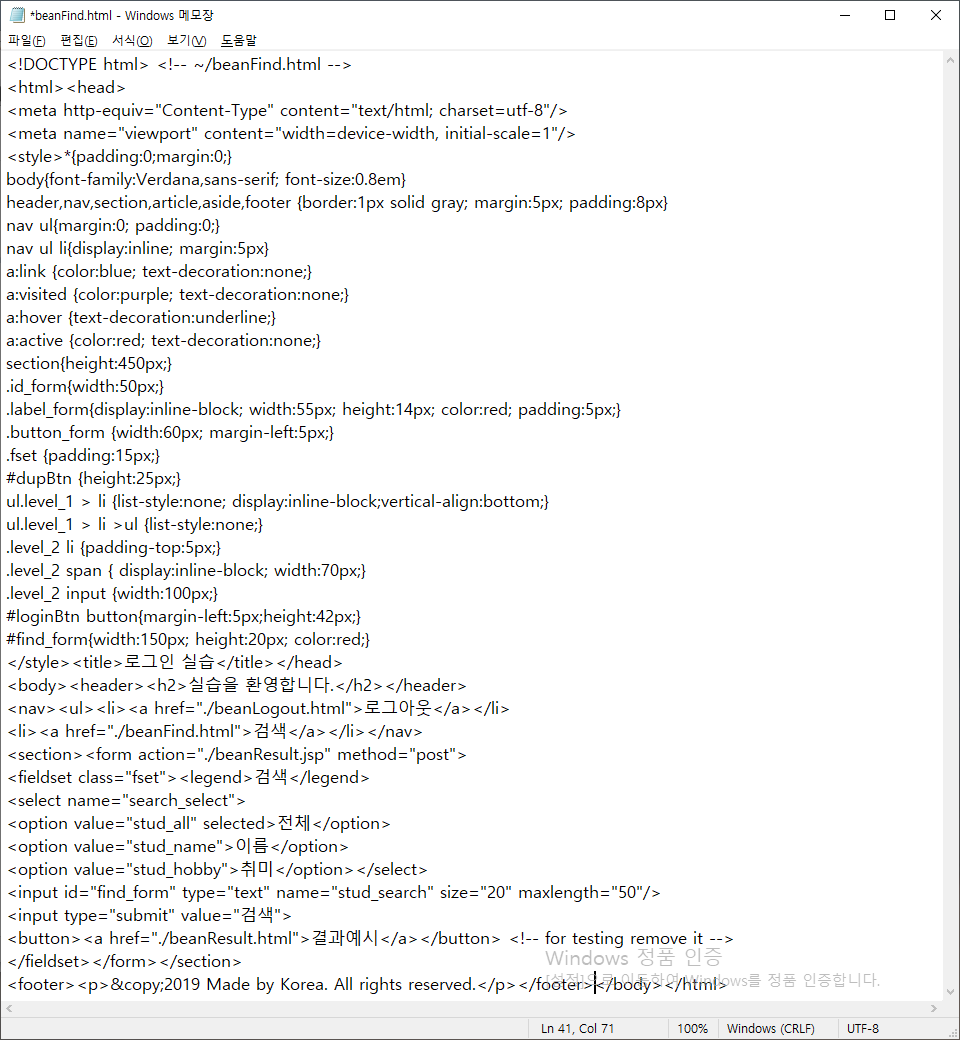 *beanFind.html - Windows 메모장
파일(F) 편집(E) 서식(O) 보기(V) 도움말
<!DOCTYPE html> <!-- ~/beanFind.html -->
<html><head>
<meta http-equiv="Content-Type" content="text/html; charset=utf-8"/>
<meta name="viewport" content="width=device-width, initial-scale=1"/>
<style>*{padding:0;margin:0;}
body{font-family:Verdana,sans-serif; font-size:0.8em}
header,nav,section,article,aside,footer {border:1px solid gray; margin:5px; padding:8px}
nav ul{margin:0; padding:0;}
nav ul li{display:inline; margin:5px}
a:link {color:blue; text-decoration:none;}
a:visited {color:purple; text-decoration:none;}
a:hover {text-decoration:underline;}
a:active {color:red; text-decoration:none;}
section{height:450px;}
.id_form{width:50px;}
.label_form{display:inline-block; width:55px; height:14px; color:red; padding:5px;}
.button_form {width:60px; margin-left:5px;}
.fset {padding:15px;}
#dupBtn {height:25px;}
ul.level_1 > li {list-style:none; display:inline-block;vertical-align:bottom;}
ul.level_1 > li >ul {list-style:none;}
.level_2 li {padding-top:5px;}
.level_2 span { display:inline-block; width:70px;}
.level_2 input {width:100px;}
#loginBtn button{margin-left:5px;height:42px;}
#find_form{width:150px; height:20px; color:red;}
</style><title>로그인 실습</title></head>
<body><header><h2>실습을 환영합니다.</h2></header>
<nav><ul><li><a href="./beanLogout.html">로그아웃</a></li>
<li><a href="./beanFind.html">검색</a></li></nav>
<section><form action="./beanResult.jsp" method="post">
<fieldset class="fset"><legend>검색</legend>
<select name="search_select">
<option value="stud_all" selected>전체</option>
<option value="stud_name">이름</option>
<option value="stud_hobby">취미</option></select>
<input id="find_form" type="text" name="stud_search" size="20" maxlength="50"/>
<input type="submit" value="검색">
<button><a href="./beanResult.html">결과예시</a></button> <!-- for testing remove it -->
</fieldset></form></section>
Windows 정품 인증
[설정]으로 이동하여 Windows를 정품 인증합니다.
<footer><p>&copy;2019 Made by Korea. All rights reserved.</p></footer></body></html>
Ln 41, Col 71 100% Windows (CRLF) UTF-8